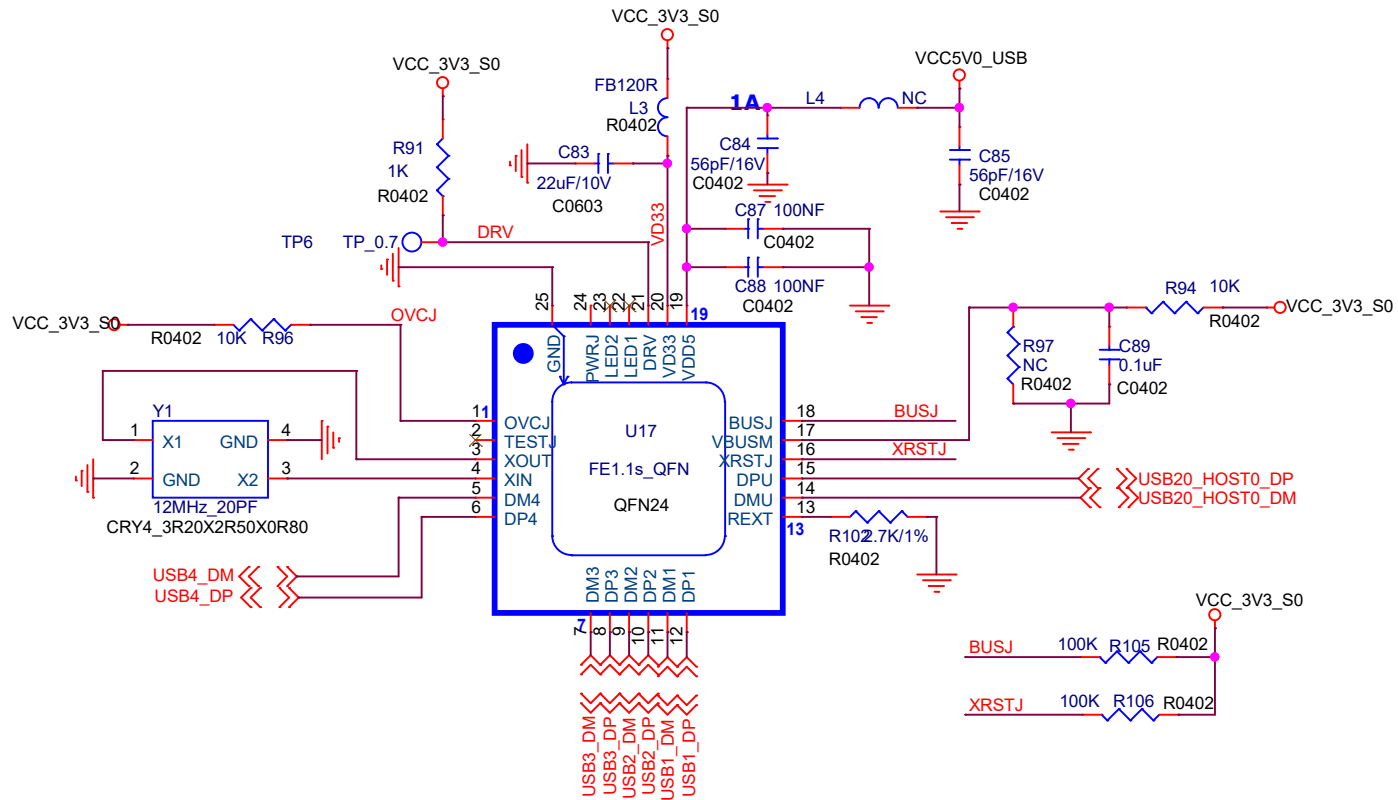 VCC_3V3_S0
VCC_3V3_S0
VCC5V0_USB
FB120R
L3
R0402
1A
L4
NC
R91
1K
R0402
C83
22uF/10V
C0603
C84
56pF/16V
C0402
C85
56pF/16V
C0402
C87 100NF
C0402
C88 100NF
C0402
TP6
TP_0.7
DRV
VD33
VCC_3V3_S0
R0402
10K
R96
OVCJ
25
24
23
22
21
20
19
19
GND
PWRJ
LED2
LED1
DRV
VD33
VDD5
R94
10K
R0402
VCC_3V3_S0
R97
NC
R0402
C89
0.1uF
C0402
Y1
1
X1
GND
4
2
GND
X2
3
12MHz_20PF
CRY4_3R20X2R50X0R80
1
1
OVCJ
2
TESTJ
3
XOUT
4
XIN
5
DM4
6
DP4
U17
FE1.1s_QFN
QFN24
BUSJ
18
BUSJ
VBUSM
17
XRSTJ
16
XRSTJ
DPU
15
USB20_HOST0_DP
DMU
14
USB20_HOST0_DM
REXT
13
13
R102
2.7K/1%
R0402
USB4_DM
USB4_DP
DM3
DP3
DM2
DP2
DM1
DP1
7
7
8
9
10
11
12
USB3_DM
USB3_DP
USB2_DM
USB2_DP
USB1_DM
USB1_DP
VCC_3V3_S0
BUSJ
100K
R105
R0402
XRSTJ
100K
R106
R0402